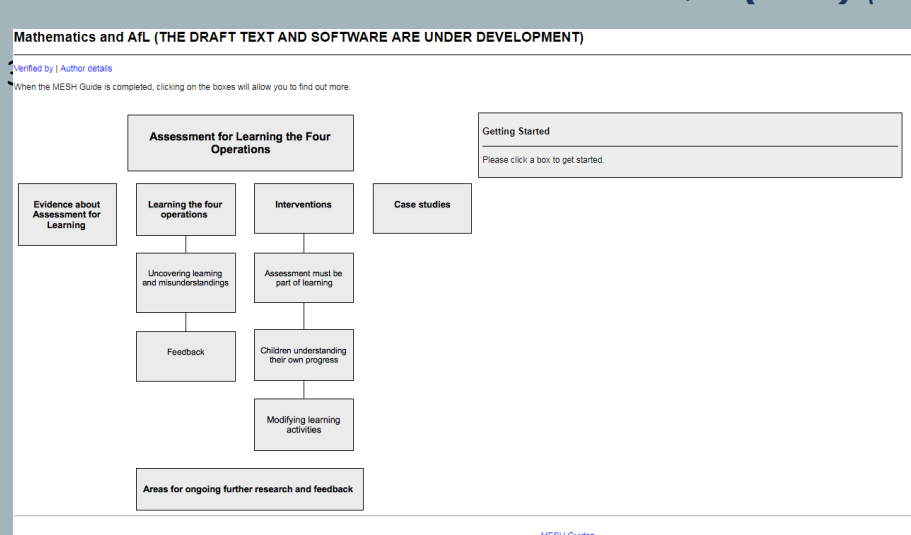 Mathematics and AfL (THE DRAFT TEXT AND SOFTWARE ARE UNDER DEVELOPMENT)
Verified by | Author details
When the MESH Guide is completed, clicking on the boxes will allow you to find out more.
Assessment for Learning the Four
Operations
Getting Started
Please click a box to get started.
Evidence about
Assessment for
Learning
Learning the four
operations
Interventions
Case studies
Uncovering learning
and misunderstandings
Assessment must be
part of learning
Feedback
Children understanding
their own progress
Modifying learning
activities
Areas for ongoing further research and feedback
MESH Guides